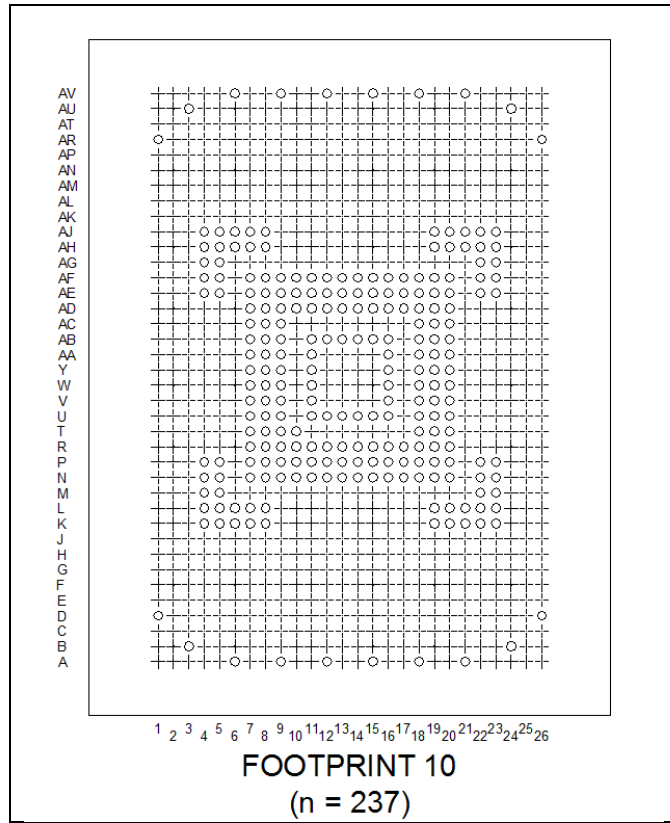 AV
AU
AT
AR
AP
AN
AM
AL
AK
AJ
AH
AG
AF
AE
AD
AC
AB
AA
Y
W
V
U
T
R
P
N
M
L
K
J
H
G
F
E
D
C
B
A
1 2 3 4 5 6 7 8 9 10 11 12 13 14 15 16 17 18 19 20 21 22 23 24 25 26
FOOTPRINT 10
(n = 237)